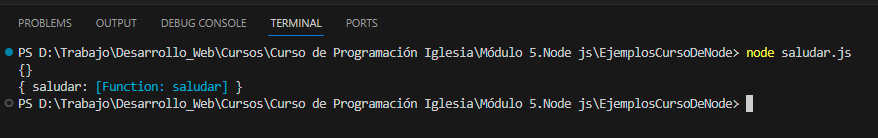 PROBLEMS OUTPUT DEBUG CONSOLE TERMINAL PORTS
PS D:\Trabajo\Desarrollo_Web\Cursos\Curso de Programación Iglesia\Módulo 5.Node js\EjemplosCursoDeNode> node saludar.js
{}
{ saludar: [Function: saludar] }
PS D:\Trabajo\Desarrollo_Web\Cursos\Curso de Programación Iglesia\Módulo 5.Node js\EjemplosCursoDeNode>